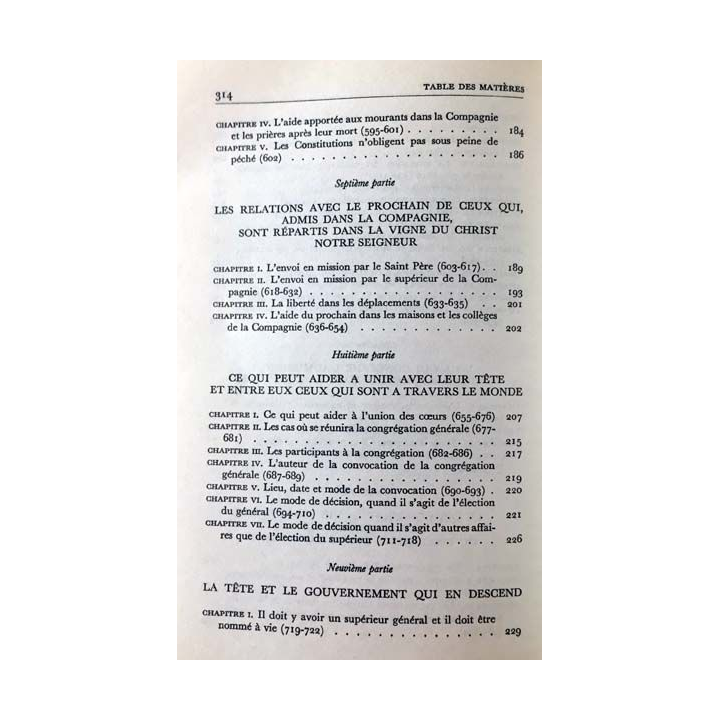 314 TABLE DES MATIÈRES
CHAPITRE IV. L'aide apportée aux mourants dans la Compagnie
et les prières après leur mort (595-601) . . . . . . . . . 184
CHAPITRE V. Les Constitutions n'obligent pas sous peine de
péché (602) . . . . . . . . . . . . . . . . . . . . 186
Septième partie
LES RELATIONS AVEC LE PROCHAIN DE CEUX QUI,
ADMIS DANS LA COMPAGNIE,
SONT RÉPARTIS DANS LA VIGNE DU CHRIST
NOTRE SEIGNEUR
CHAPITRE I. L'envoi en mission par le Saint Père (603-617). . 189
CHAPITRE II. L'envoi en mission par le supérieur de la Com-
pagnie (618-632) . . . . . . . . . . . . . . . . . . 193
CHAPITRE III. La liberté dans les déplacements (633-635) . . 201
CHAPITRE IV. L'aide du prochain dans les maisons et les collèges
de la Compagnie (636-654) . . . . . . . . . . . . . 202
Huitième partie
CE QUI PEUT AIDER A UNIR AVEC LEUR TÊTE
ET ENTRE EUX CEUX QUI SONT A TRAVERS LE MONDE
CHAPITRE I. Ce qui peut aider à l'union des cœurs (655-676) 207
CHAPITRE II. Les cas où se réunira la congrégation générale (677-
681) . . . . . . . . . . . . . . . . . . . . . . . 215
CHAPITRE III. Les participants à la congrégation (682-686) . . 217
CHAPITRE IV. L'auteur de la convocation de la congrégation
générale (687-689) . . . . . . . . . . . . . . . . . 219
CHAPITRE V. Lieu, date et mode de la convocation (690-693) . 220
CHAPITRE VI. Le mode de décision, quand il s'agit de l'élection
du général (694-710) . . . . . . . . . . . . . . . . 221
CHAPITRE VII. Le mode de décision quand il s'agit d'autres affai-
res que de l'élection du supérieur (711-718) . . . . . . 226
Neuvième partie
LA TÊTE ET LE GOUVERNEMENT QUI EN DESCEND
CHAPITRE I. Il doit y avoir un supérieur général et il doit être
nommé à vie (719-722) . . . . . . . . . . . . . . . 229